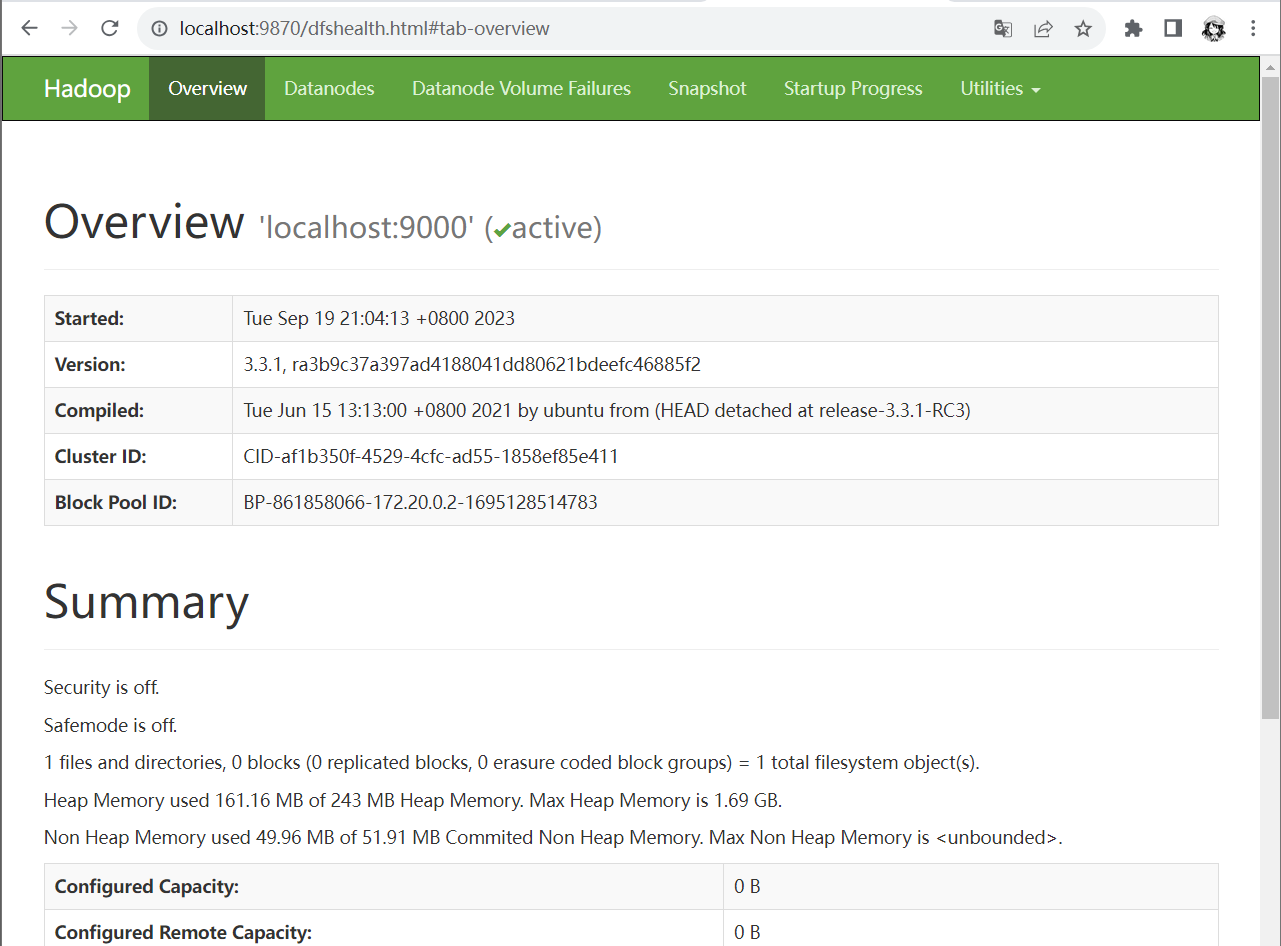 localhost:9870/dfshealth.html#tab-overview
Hadoop Overview Datanodes Datanode Volume Failures Snapshot Startup Progress Utilities
Overview 'localhost:9000' (✔active)
Started: Tue Sep 19 21:04:13 +0800 2023
Version: 3.3.1, ra3b9c37a397ad4188041dd80621bdeefc46885f2
Compiled: Tue Jun 15 13:13:00 +0800 2021 by ubuntu from (HEAD detached at release-3.3.1-RC3)
Cluster ID: CID-af1b350f-4529-4cfc-ad55-1858ef85e411
Block Pool ID: BP-861858066-172.20.0.2-1695128514783
Summary
Security is off.
Safemode is off.
1 files and directories, 0 blocks (0 replicated blocks, 0 erasure coded block groups) = 1 total filesystem object(s).
Heap Memory used 161.16 MB of 243 MB Heap Memory. Max Heap Memory is 1.69 GB.
Non Heap Memory used 49.96 MB of 51.91 MB Commited Non Heap Memory. Max Non Heap Memory is <unbounded>.
Configured Capacity: 0 B
Configured Remote Capacity: 0 B